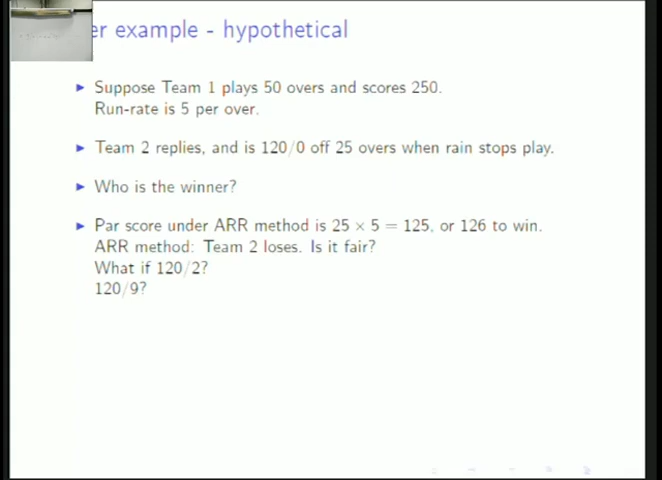 er example - hypothetical
Suppose Team 1 plays 50 overs and scores 250.
Run-rate is 5 per over.
Team 2 replies, and is 120/0 off 25 overs when rain stops play.
Who is the winner?
Par score under ARR method is 25 × 5 = 125, or 126 to win.
ARR method: Team 2 loses. Is it fair?
What if 120/2?
120/9?